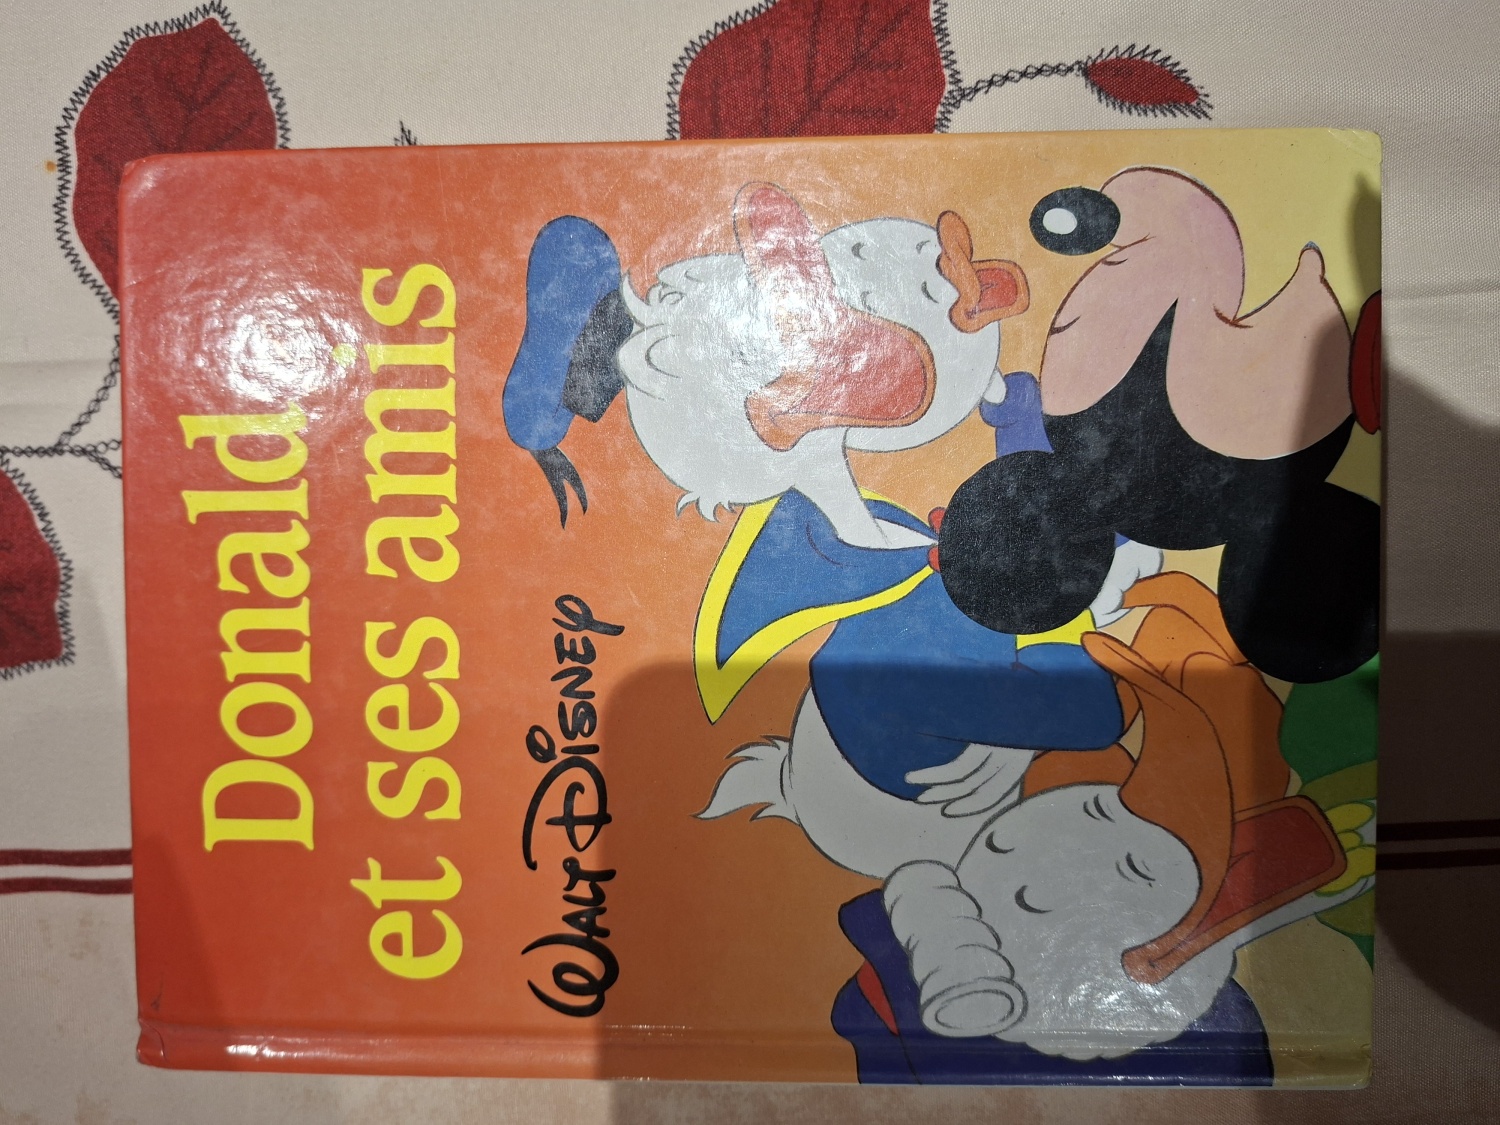 Donald
et ses amis
WALT DISNEY